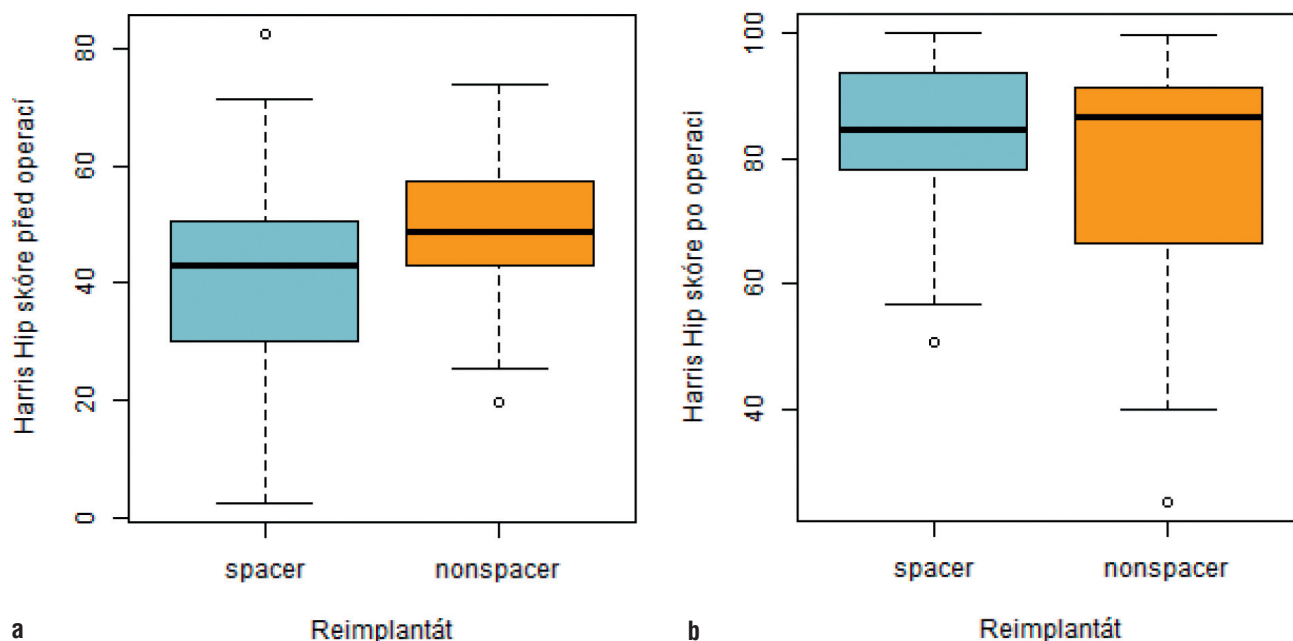 Harris Hip skóre před operací
80
60
40
20
0
spacer nonspacer
Reimplantát
a
Harris Hip skóre po operaci
100
80
60
40
spacer nonspacer
Reimplantát
b